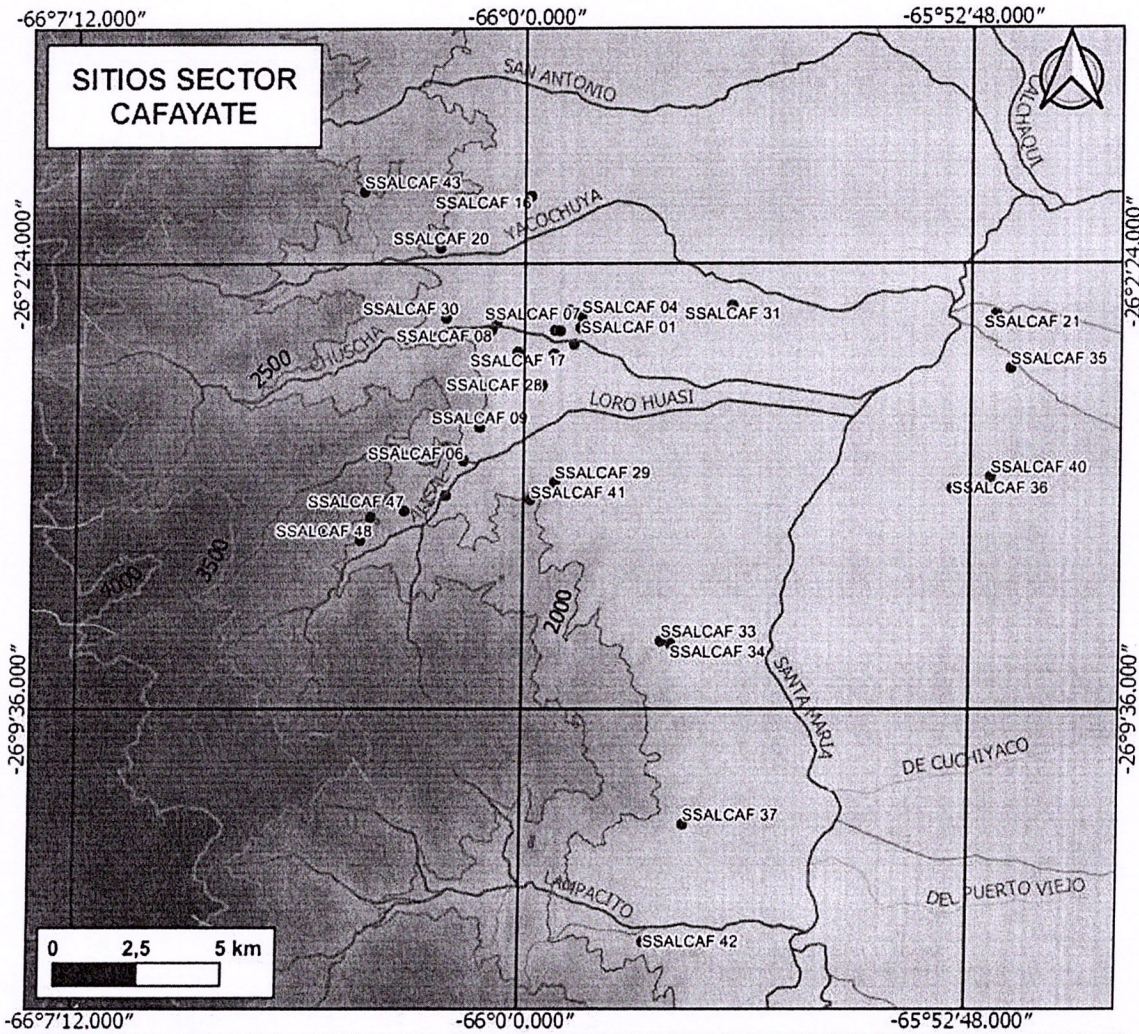 -66°7'12.000"
-66°0'0.000"
-65°52'48.000"
SITIOS SECTOR
CAFAYATE
SAN ANTONIO
CALCHAQUI
SSALCAF 43
SSALCAF 16
YACOCHUYA
SSALCAF 20
-26°2'24.000"
-26°2'24.000"
SSALCAF 30
SSALCAF 07
SSALCAF 04
SSALCAF 31
SSALCAF 08
SSALCAF 01
SSALCAF 21
CHUSCHA
2500
SSALCAF 17
SSALCAF 35
SSALCAF 28
LORO HUASI
SSALCAF 09
SSALCAF 06
SSALCAF 29
SSALCAF 40
SSALCAF 47
SSALCAF 41
SSALCAF 36
SSALCAF 48
3500
2000
SSALCAF 33
SSALCAF 34
SANTA MARIA
-26°9'36.000"
-26°9'36.000"
DE CUCHIYACO
SSALCAF 37
LAMPACITO
DEL PUERTO VIEJO
SSALCAF 42
0 2,5 5 km
-66°7'12.000"
-66°0'0.000"
-65°52'48.000"